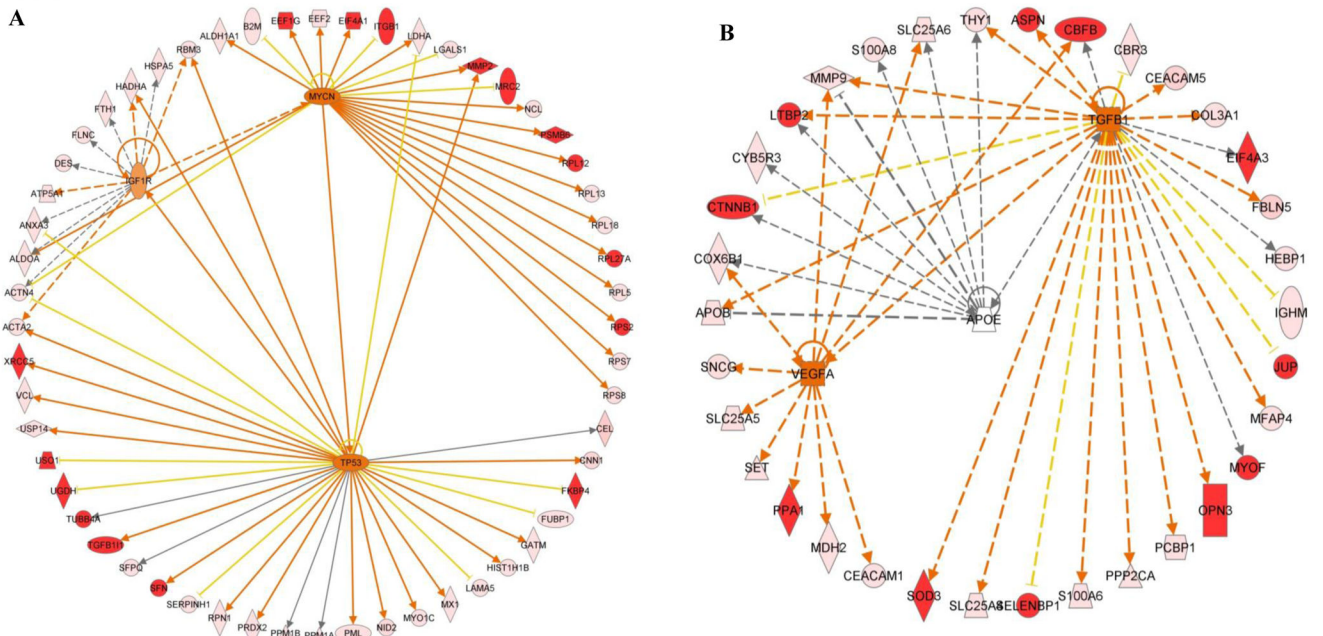 A
B2M
EEF1G
EEF2
EIF4A1
ITGB1
ALDH1A1
LDHA
LGALS1
RBM3
MMP2
HSPA5
MRC2
HADHA
MYCN
NCL
FTH1
PSMB6
FLNC
RPL12
DES
IGF1R
RPL13
ATP5A1
RPL18
ANXA3
ALDOA
RPL27A
ACTN4
RPL5
ACTA2
RPS2
XRCC5
RPS7
VCL
RPS8
USP14
CEL
USO1
TP53
CNN1
UGDH
FKBP4
TUBB4A
FUBP1
TGFB1I1
GATM
SFPQ
HIST1H1B
SFN
LAMA5
SERPINH1
MX1
RPN1
MYO1C
PRDX2
NID2
PPM1B
PPM1A
PML
B
THY1
ASPN
SLC25A6
CBFB
S100A8
CBR3
MMP9
CEACAM5
LTBP2
TGFB1
COL3A1
CYB5R3
EIF4A3
CTNNB1
FBLN5
COX6B1
HEBP1
APOB
APOE
IGHM
SNCG
VEGFA
JUP
SLC25A5
MFAP4
SET
MYOF
PPA1
OPN3
MDH2
PCBP1
CEACAM1
PPP2CA
SOD3
S100A6
SELENBP1